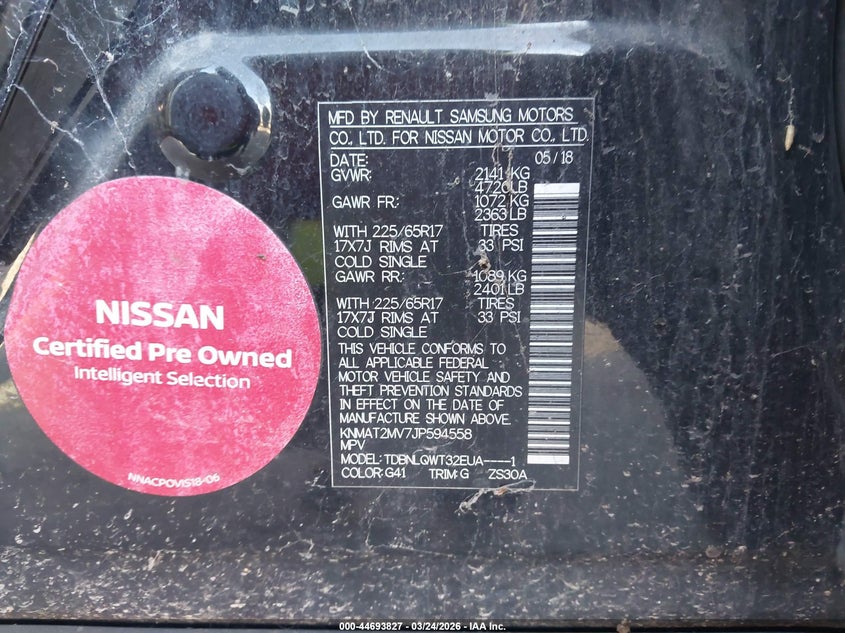 MFD BY RENAULT SAMSUNG MOTORS
CO., LTD. FOR NISSAN MOTOR CO., LTD.
DATE: 05/18
GVWR: 2141 KG
4720LB
GAWR FR.: 1072 KG
2363 LB
WITH 225/65R17 TIRES
17X7J RIMS AT 33 PSI
COLD SINGLE
GAWR RR.: 1089 KG
2401 LB
WITH 225/65R17 TIRES
17X7J RIMS AT 33 PSI
COLD SINGLE
THIS VEHICLE CONFORMS TO
ALL APPLICABLE FEDERAL
MOTOR VEHICLE SAFETY AND
THEFT PREVENTION STANDARDS
IN EFFECT ON THE DATE OF
MANUFACTURE SHOWN ABOVE.
KNMAT2MV7JP594558
MPV
MODEL: TDBNLQWT32EUA----1
COLOR: G41 TRIM: G ZS30A
NISSAN
Certified Pre Owned
Intelligent Selection
NNACPOVIS18-06
000-44693827 - 03/24/2026 - IAA Inc.